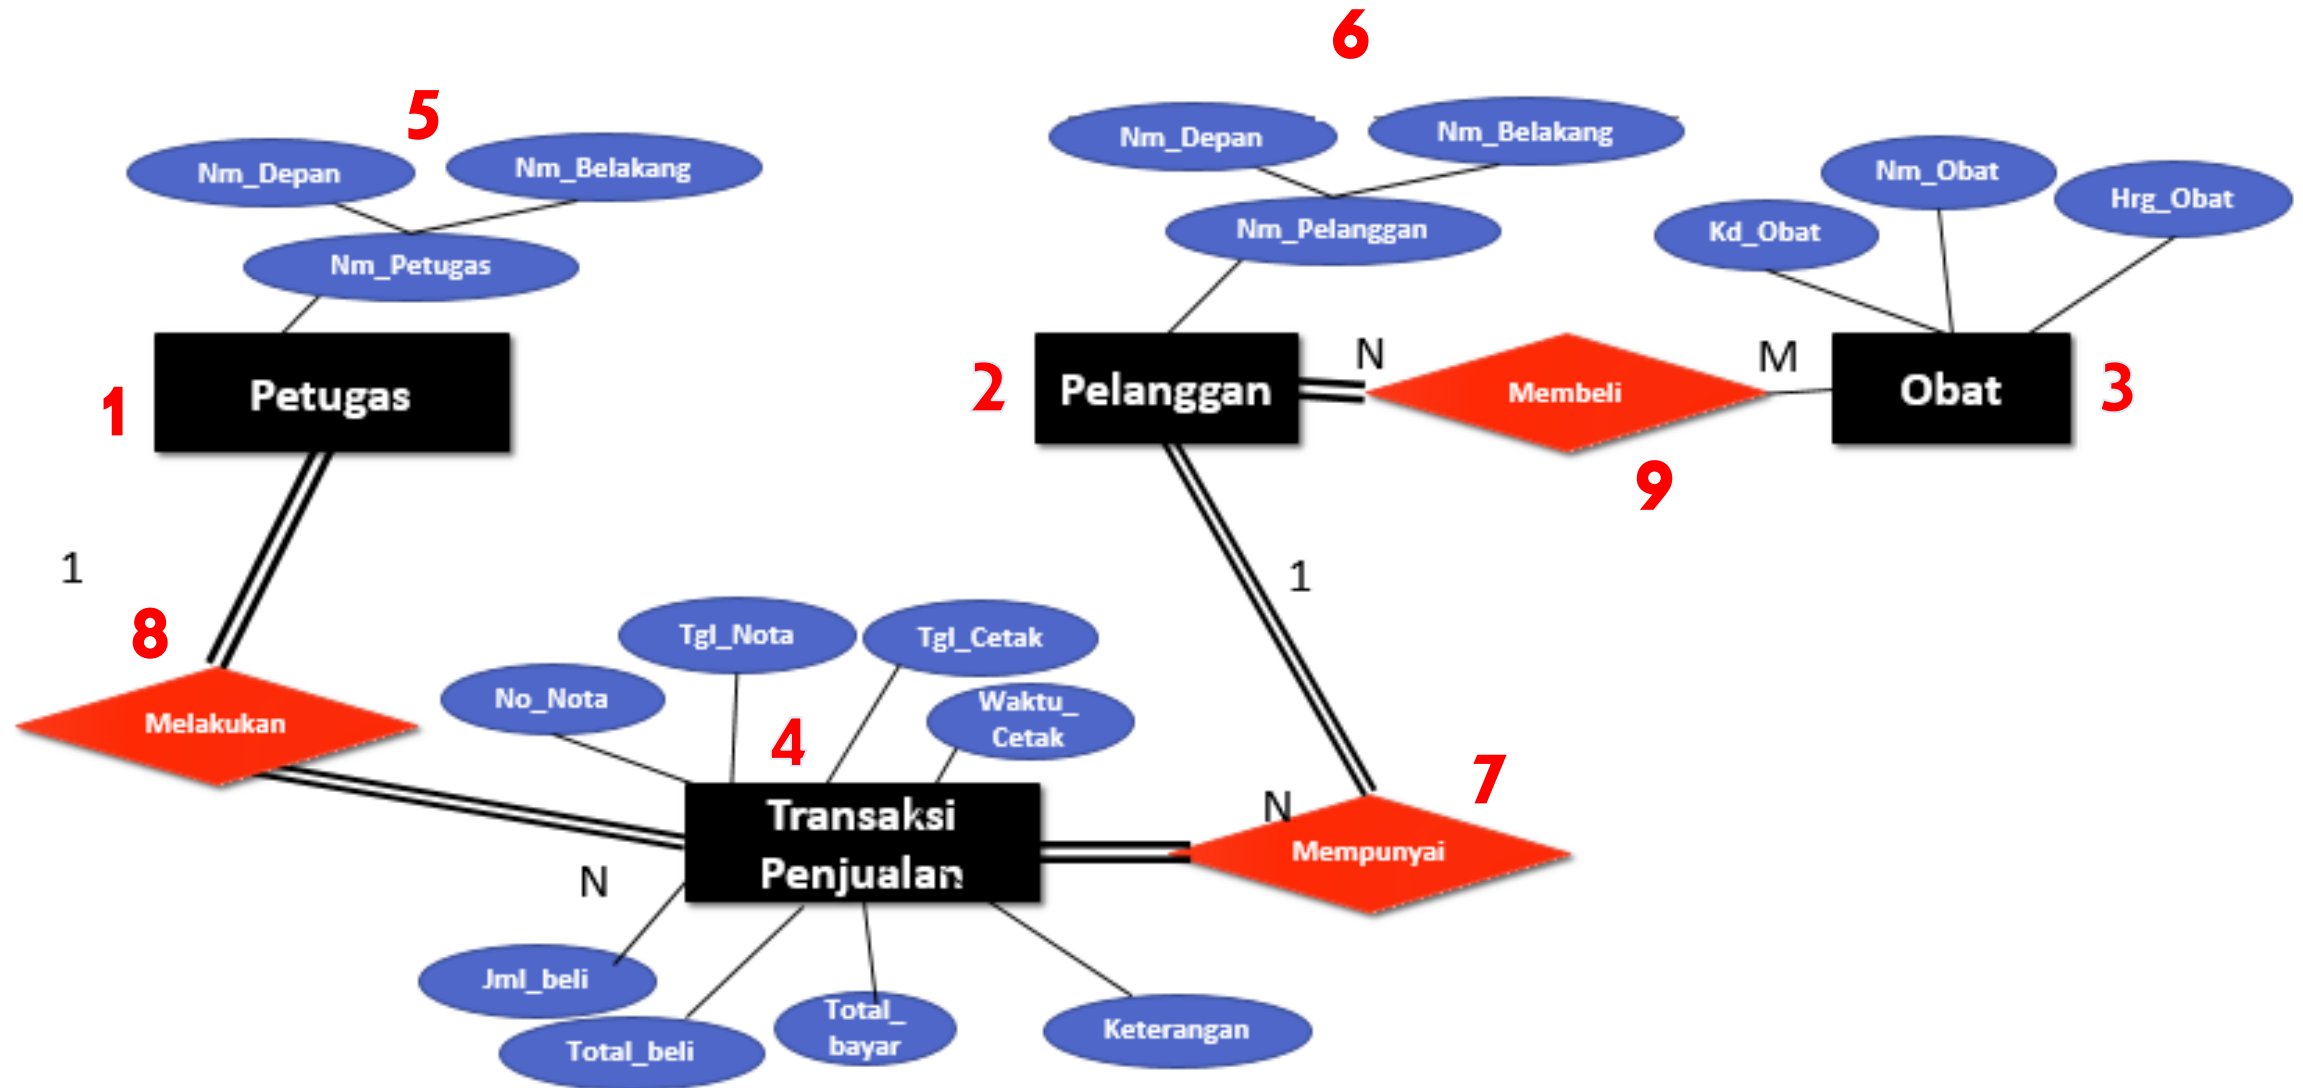 6
5
Nm_Depan
Nm_Belakang
Nm_Petugas
Nm_Depan
Nm_Belakang
Nm_Pelanggan
Nm_Obat
Hrg_Obat
Kd_Obat
1
Petugas
2
Pelanggan
N
Membeli
M
Obat
3
9
1
1
8
Melakukan
No_Nota
Tgl_Nota
Tgl_Cetak
Waktu_
Cetak
4
Transaksi
Penjualan
N
7
Mempunyai
N
Jml_beli
Total_beli
Total_
bayar
Keterangan